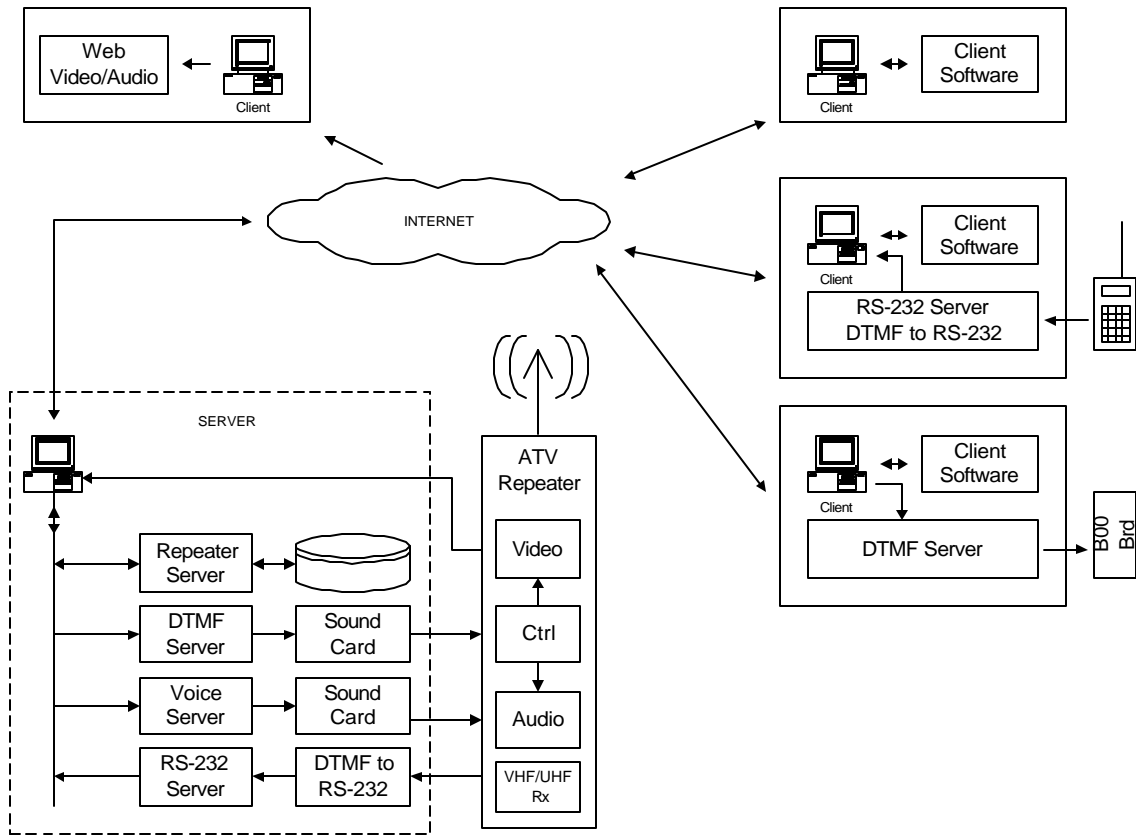 Web
Video/Audio
Client
Client
Software
Client
INTERNET
Client
Software
Client
RS-232 Server
DTMF to RS-232
SERVER
ATV
Repeater
Video
Ctrl
Audio
VHF/UHF
Rx
Repeater
Server
DTMF
Server
Sound
Card
Voice
Server
Sound
Card
RS-232
Server
DTMF to
RS-232
Client
Software
Client
DTMF Server
B00
Brd